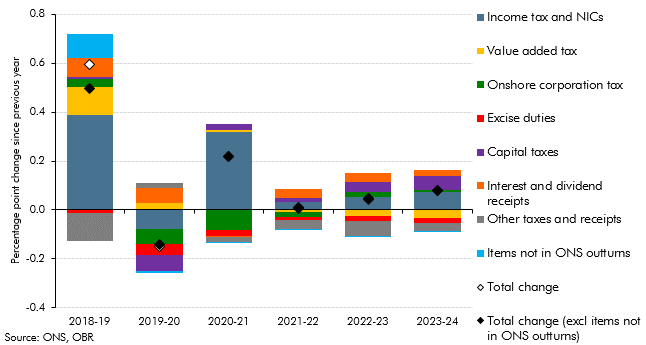 Percentage point change since previous year
0.8
0.6
0.4
0.2
0.0
-0.2
-0.4
2018-19 2019-20 2020-21 2021-22 2022-23 2023-24
Source: ONS, OBR
Income tax and NICs
Value added tax
Onshore corporation tax
Excise duties
Capital taxes
Interest and dividend
receipts
Other taxes and receipts
Items not in ONS outturns
Total change
Total change (excl items not
in ONS outturns)